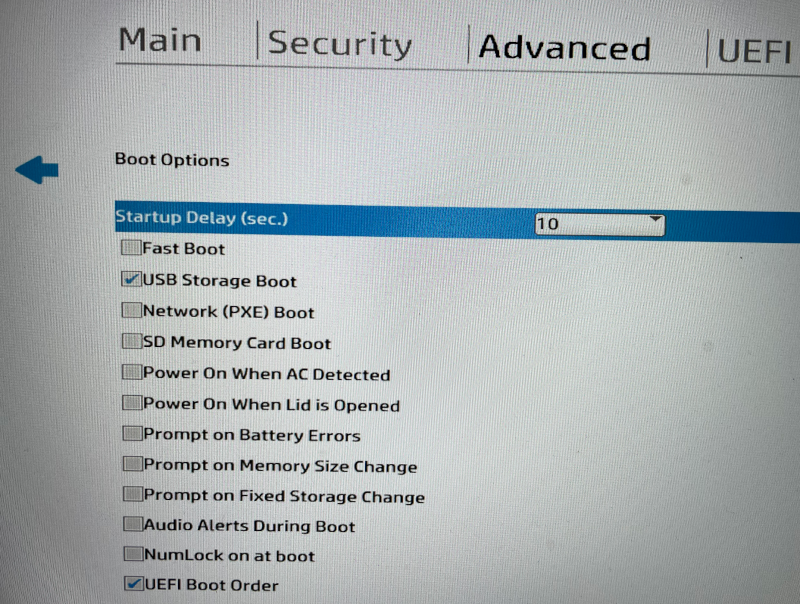 Main Security Advanced UEFI
Boot Options
Startup Delay (sec.) 10
Fast Boot
USB Storage Boot
Network (PXE) Boot
SD Memory Card Boot
Power On When AC Detected
Power On When Lid is Opened
Prompt on Battery Errors
Prompt on Memory Size Change
Prompt on Fixed Storage Change
Audio Alerts During Boot
NumLock on at boot
UEFI Boot Order